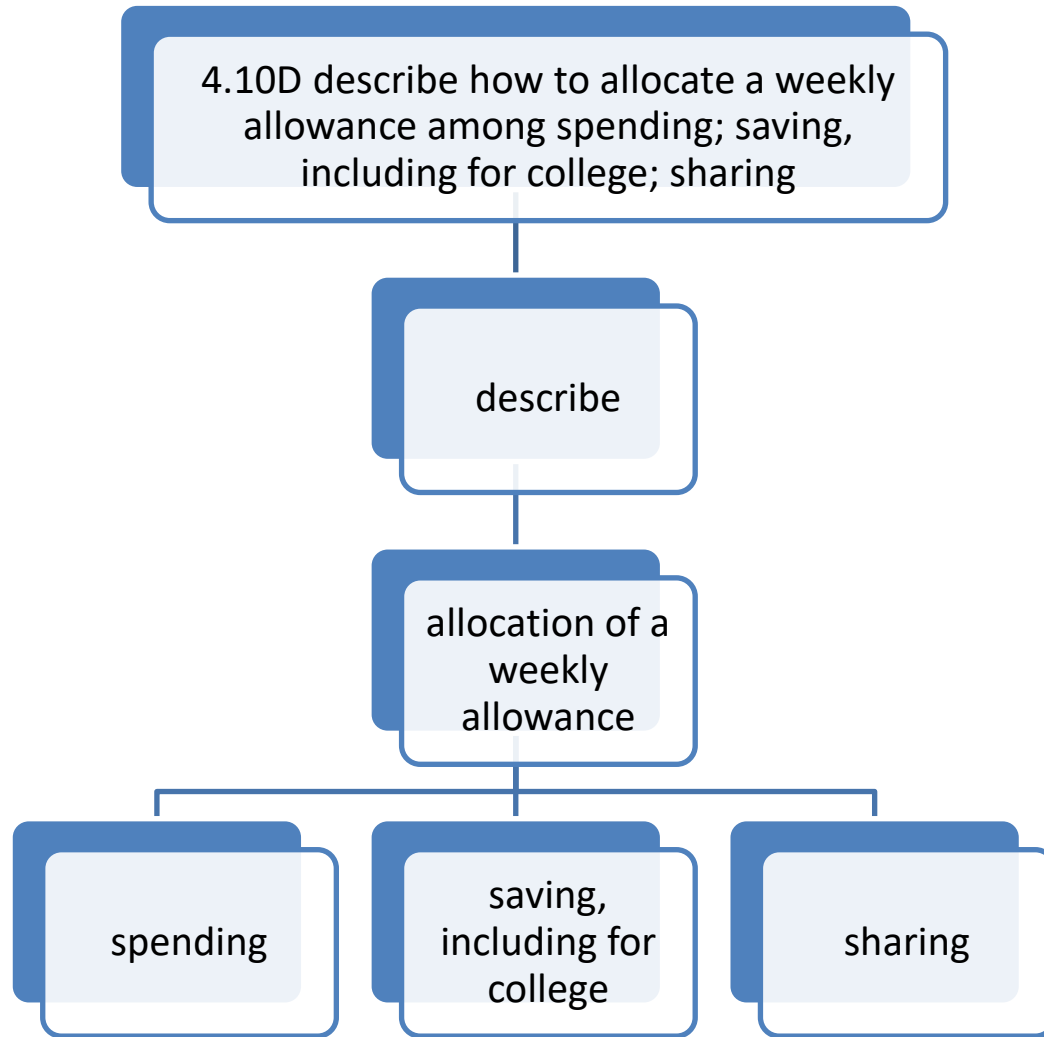 4.10D describe how to allocate a weekly
allowance among spending; saving,
including for college; sharing
describe
allocation of a
weekly
allowance
spending
saving,
including for
college
sharing